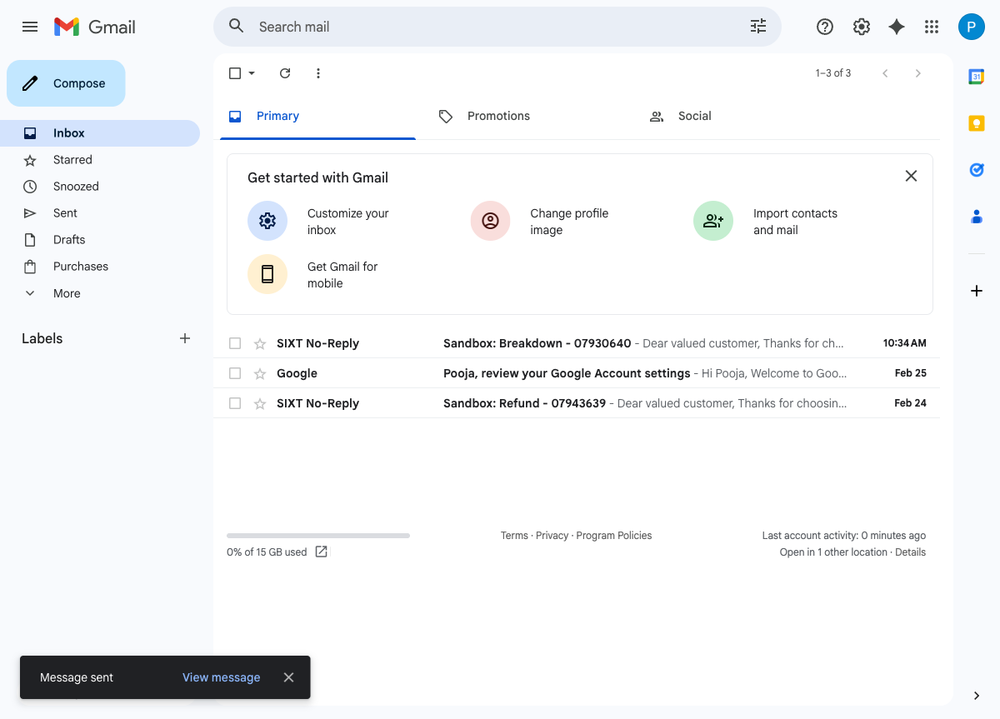 Gmail
Search mail
P
Compose
1–3 of 3
31
Primary
Promotions
Social
Inbox
Starred
Snoozed
Sent
Drafts
Purchases
More
Labels
Get started with Gmail
Customize your
inbox
Change profile
image
Import contacts
and mail
Get Gmail for
mobile
SIXT No-Reply Sandbox: Breakdown - 07930640 - Dear valued customer, Thanks for ch… 10:34 AM
Google Pooja, review your Google Account settings - Hi Pooja, Welcome to Goo… Feb 25
SIXT No-Reply Sandbox: Refund - 07943639 - Dear valued customer, Thanks for choosin… Feb 24
0% of 15 GB used
Terms · Privacy · Program Policies
Last account activity: 0 minutes ago
Open in 1 other location · Details
Message sent View message